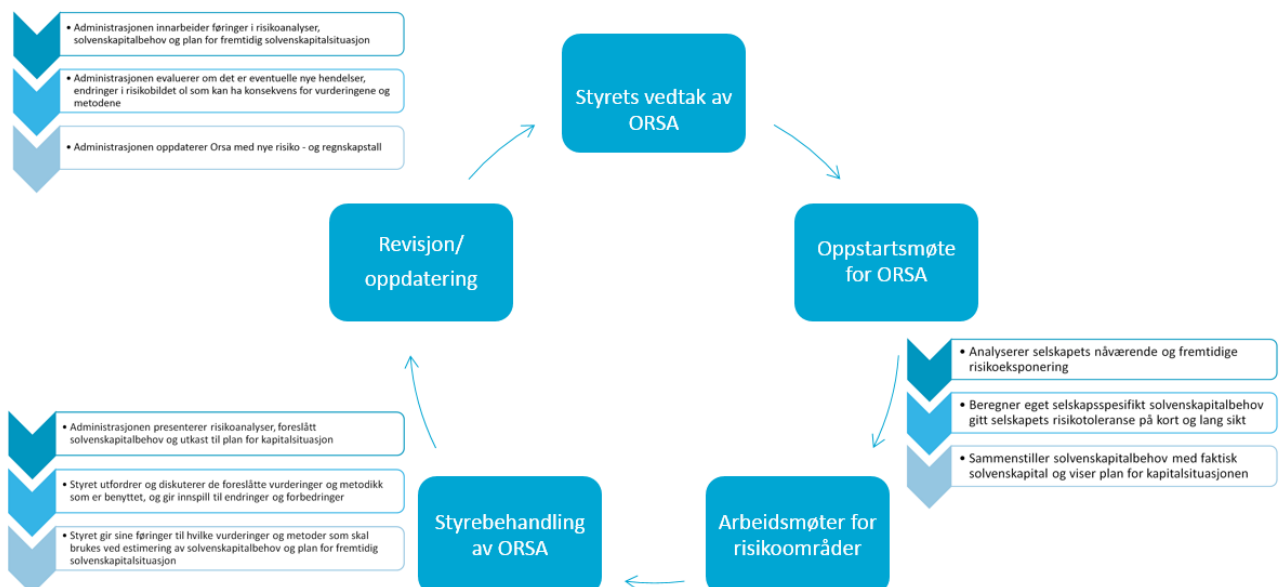 • Administrasjonen innarbeider føringer i risikoanalyser,
solvenskapitalbehov og plan for fremtidig solvenskapitalsituasjon
• Administrasjonen evaluerer om det er eventuelle nye hendelser,
endringer i risikobildet ol som kan ha konsekvens for vurderingene og
metodene
• Administrasjonen oppdaterer Orsa med nye risiko - og regnskapstall
Styrets vedtak av
ORSA
Revisjon/
oppdatering
Oppstartsmøte
for ORSA
• Analyserer selskapets nåværende og fremtidige
risikoeksponering
• Beregner eget selskapsspesifikt solvenskapitalbehov
gitt selskapets risikotoleranse på kort og lang sikt
• Sammenstiller solvenskapitalbehov med faktisk
solvenskapital og viser plan for kapitalsituasjonen
• Administrasjonen presenterer risikoanalyser, foreslått
solvenskapitalbehov og utkast til plan for kapitalsituasjon
• Styret utfordrer og diskuterer de foreslåtte vurderinger og metodikk
som er benyttet, og gir innspill til endringer og forbedringer
• Styret gir sine føringer til hvilke vurderinger og metoder som skal
brukes ved estimering av solvenskapitalbehov og plan for fremtidig
solvenskapitalsituasjon
Styrebehandling
av ORSA
Arbeidsmøter for
risikoområder